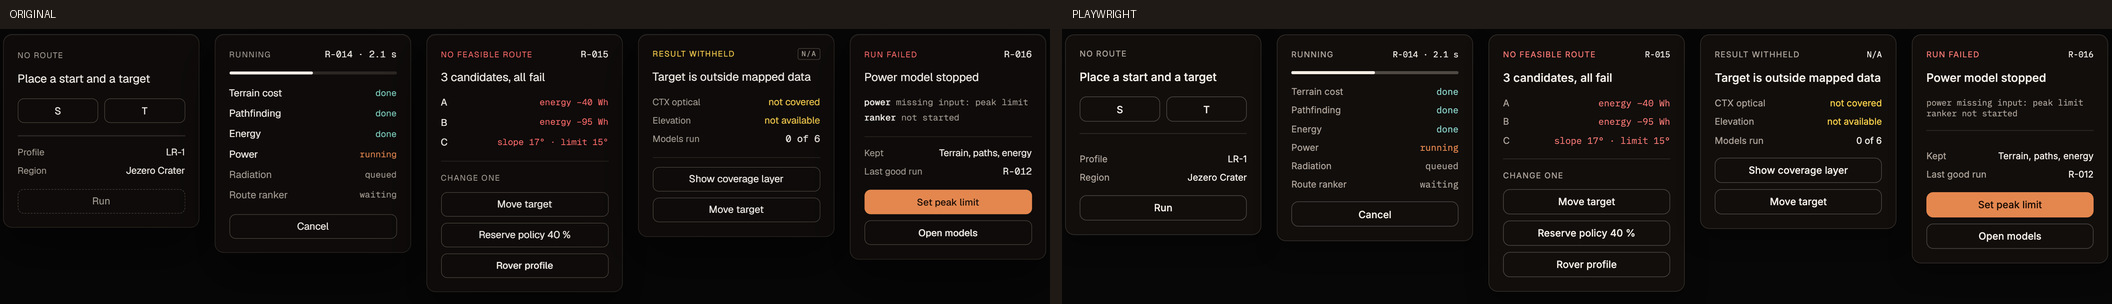 ORIGINAL
NO ROUTE
Place a start and a target
S T
Profile LR-1
Region Jezero Crater
Run
RUNNING R-014 · 2.1 s
Terrain cost done
Pathfinding done
Energy done
Power running
Radiation queued
Route ranker waiting
Cancel
NO FEASIBLE ROUTE R-015
3 candidates, all fail
A energy −40 Wh
B energy −95 Wh
C slope 17° · limit 15°
CHANGE ONE
Move target
Reserve policy 40 %
Rover profile
RESULT WITHHELD N/A
Target is outside mapped data
CTX optical not covered
Elevation not available
Models run 0 of 6
Show coverage layer
Move target
RUN FAILED R-016
Power model stopped
power missing input: peak limit
ranker not started
Kept Terrain, paths, energy
Last good run R-012
Set peak limit
Open models
PLAYWRIGHT
NO ROUTE
Place a start and a target
S T
Profile LR-1
Region Jezero Crater
Run
RUNNING R-014 · 2.1 s
Terrain cost done
Pathfinding done
Energy done
Power running
Radiation queued
Route ranker waiting
Cancel
NO FEASIBLE ROUTE R-015
3 candidates, all fail
A energy −40 Wh
B energy −95 Wh
C slope 17° · limit 15°
CHANGE ONE
Move target
Reserve policy 40 %
Rover profile
RESULT WITHHELD N/A
Target is outside mapped data
CTX optical not covered
Elevation not available
Models run 0 of 6
Show coverage layer
Move target
RUN FAILED R-016
Power model stopped
power missing input: peak limit
ranker not started
Kept Terrain, paths, energy
Last good run R-012
Set peak limit
Open models